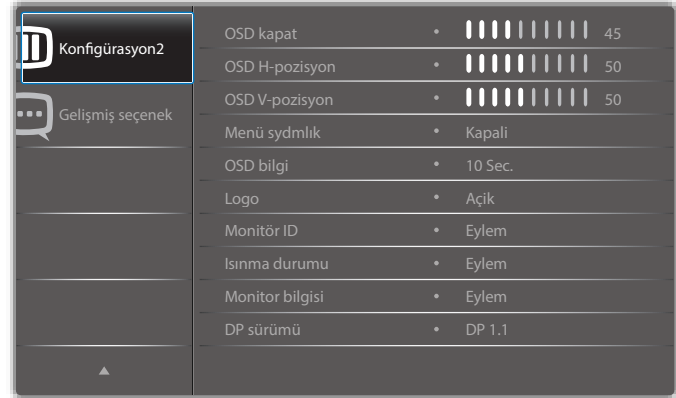 Konfigürasyon2
Gelişmiş seçenek
OSD kapat • 45
OSD H-pozisyon • 50
OSD V-pozisyon • 50
Menü sydmlık • Kapali
OSD bilgi • 10 Sec.
Logo • Açik
Monitör ID • Eylem
Isınma durumu • Eylem
Monitor bilgisi • Eylem
DP sürümü • DP 1.1